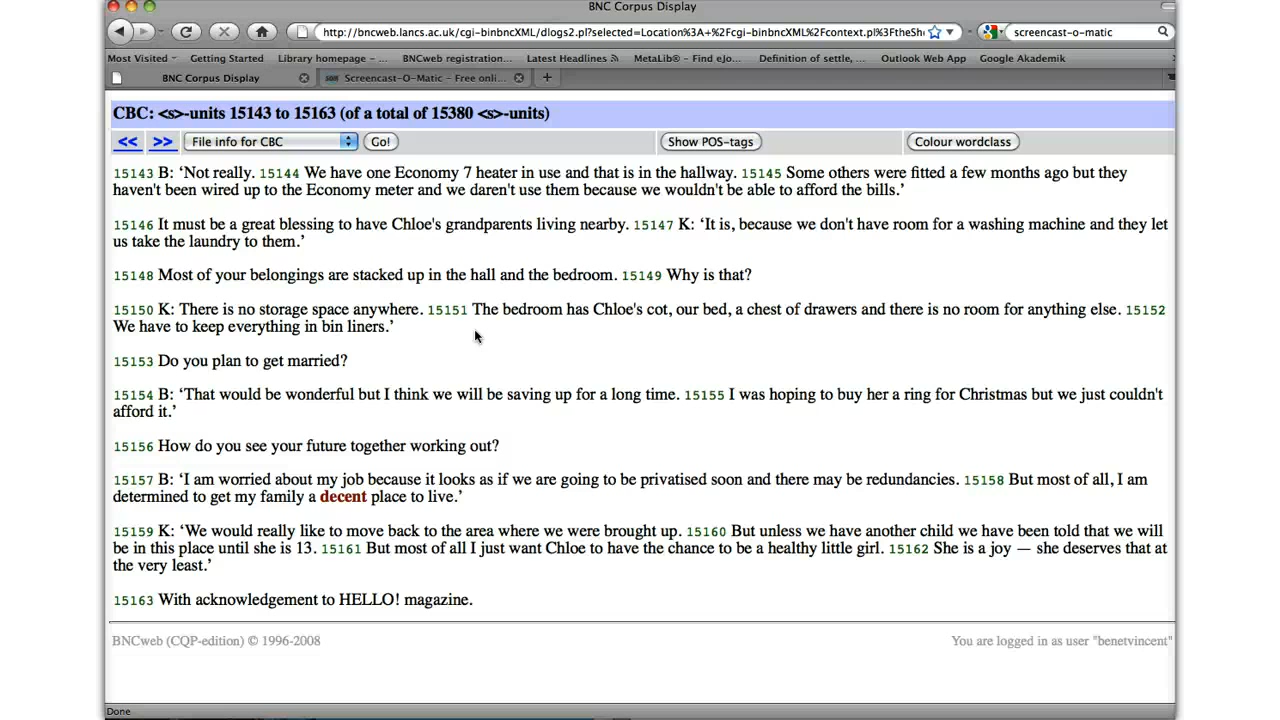 BNC Corpus Display
http://bncweb.lancs.ac.uk/cgi-binbncXML/dlogs2.pl?selected=Location%3A+%2Fcgi-binbncXML%2Fcontext.pl%3FtheSh
screencast-o-matic
Most Visited Getting Started Library homepage – ... BNCweb registration... Latest Headlines MetaLib® – Find eJo... Definition of settle, ... Outlook Web App Google Akademik
BNC Corpus Display Screencast-O-Matic – Free onli...
CBC: <s>-units 15143 to 15163 (of a total of 15380 <s>-units)
<< >> File info for CBC Go! Show POS-tags Colour wordclass
15143 B: ‘Not really. 15144 We have one Economy 7 heater in use and that is in the hallway. 15145 Some others were fitted a few months ago but they
haven't been wired up to the Economy meter and we daren't use them because we wouldn't be able to afford the bills.’
15146 It must be a great blessing to have Chloe's grandparents living nearby. 15147 K: ‘It is, because we don't have room for a washing machine and they let
us take the laundry to them.’
15148 Most of your belongings are stacked up in the hall and the bedroom. 15149 Why is that?
15150 K: There is no storage space anywhere. 15151 The bedroom has Chloe's cot, our bed, a chest of drawers and there is no room for anything else. 15152
We have to keep everything in bin liners.’
15153 Do you plan to get married?
15154 B: ‘That would be wonderful but I think we will be saving up for a long time. 15155 I was hoping to buy her a ring for Christmas but we just couldn't
afford it.’
15156 How do you see your future together working out?
15157 B: ‘I am worried about my job because it looks as if we are going to be privatised soon and there may be redundancies. 15158 But most of all, I am
determined to get my family a decent place to live.’
15159 K: ‘We would really like to move back to the area where we were brought up. 15160 But unless we have another child we have been told that we will
be in this place until she is 13. 15161 But most of all I just want Chloe to have the chance to be a healthy little girl. 15162 She is a joy — she deserves that at
the very least.’
15163 With acknowledgement to HELLO! magazine.
BNCweb (CQP-edition) © 1996-2008 You are logged in as user "benetvincent"
Done